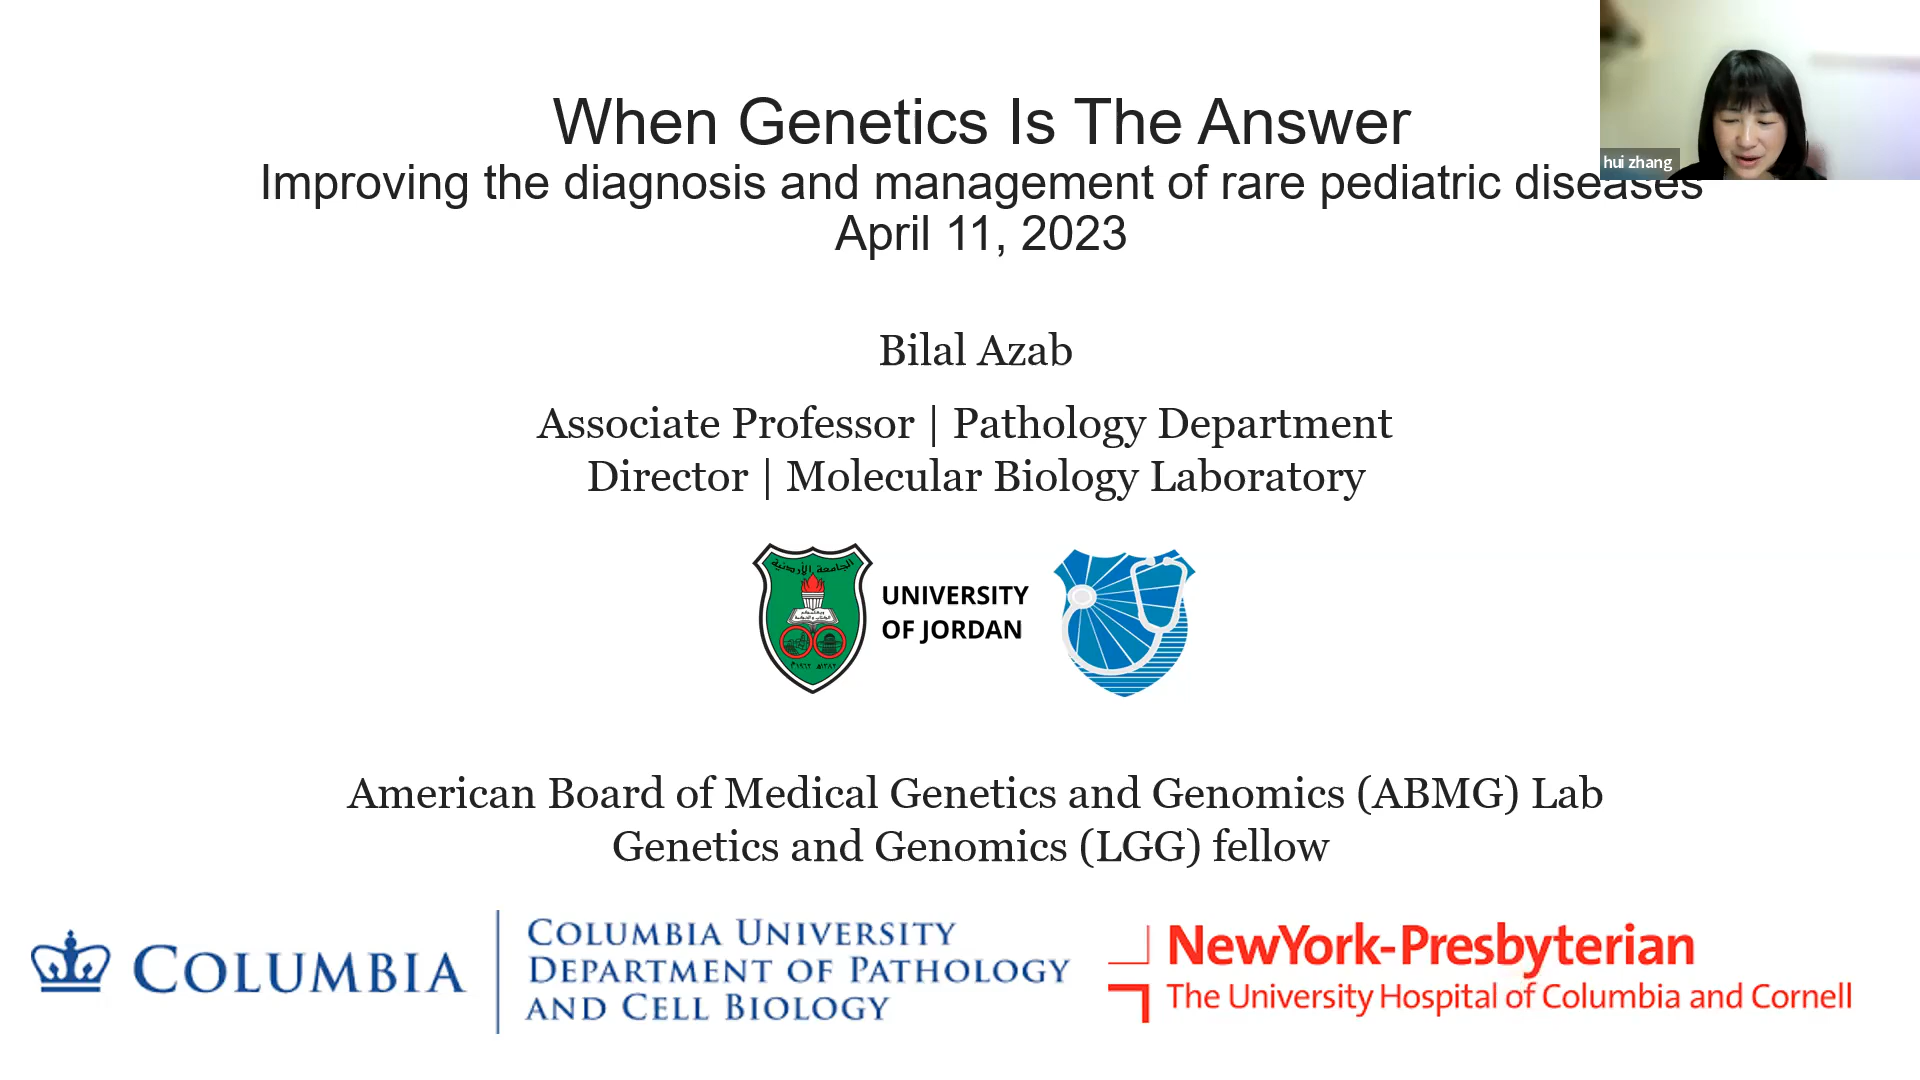 When Genetics Is The Answer
hui zhang
Improving the diagnosis and management of rare pediatric diseases
April 11, 2023
Bilal Azab
Associate Professor | Pathology Department
Director | Molecular Biology Laboratory
الجامعة الأردنية
UNIVERSITY
OF JORDAN
American Board of Medical Genetics and Genomics (ABMG) Lab
Genetics and Genomics (LGG) fellow
COLUMBIA
COLUMBIA UNIVERSITY
DEPARTMENT OF PATHOLOGY
AND CELL BIOLOGY
NewYork-Presbyterian
The University Hospital of Columbia and Cornell